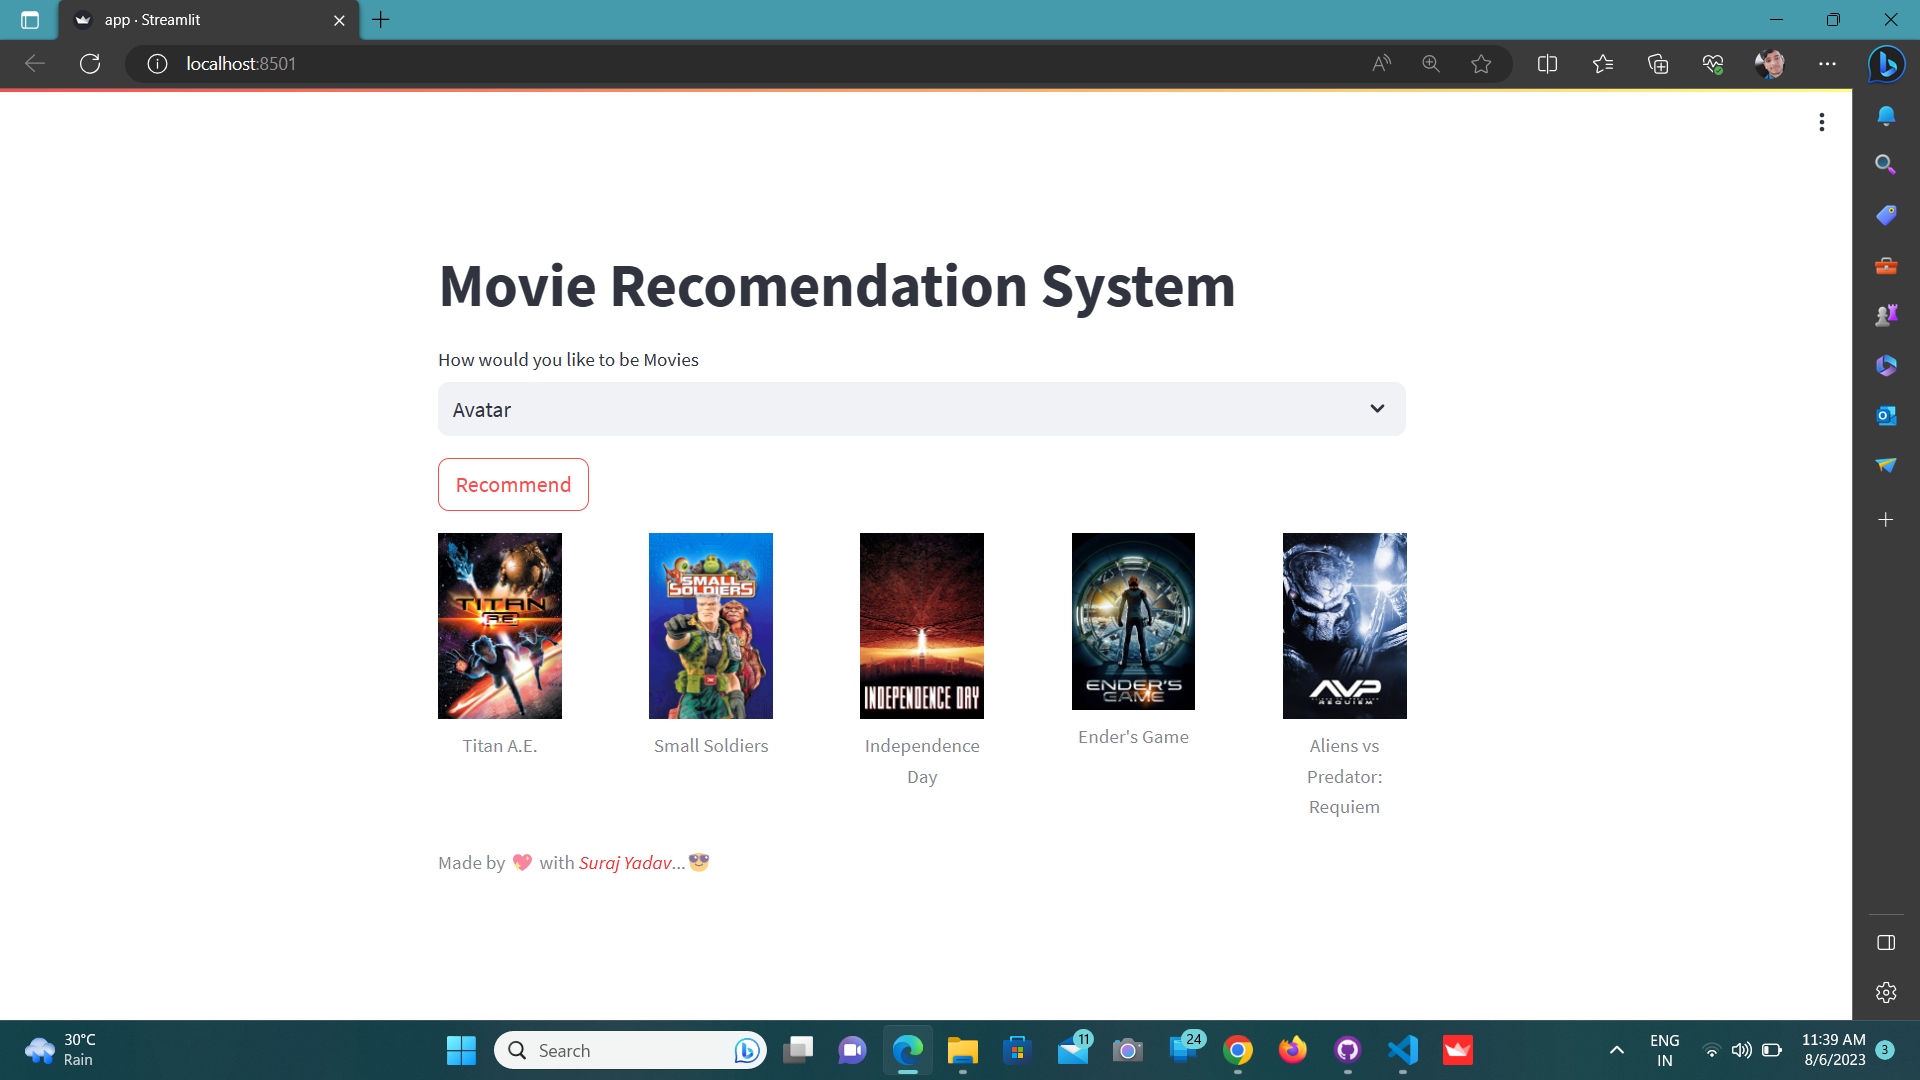 app · Streamlit
localhost:8501
Movie Recomendation System
How would you like to be Movies
Avatar
Recommend
TITAN
A.E.
SMALL
SOLDIERS
INDEPENDENCE DAY
ENDER'S
GAME
AVP
REQUIEM
Titan A.E.
Small Soldiers
Independence
Day
Ender's Game
Aliens vs
Predator:
Requiem
Made by 💖 with Suraj Yadav...😎
30°C
Rain
Search
11
24
ENG
IN
11:39 AM
8/6/2023
3